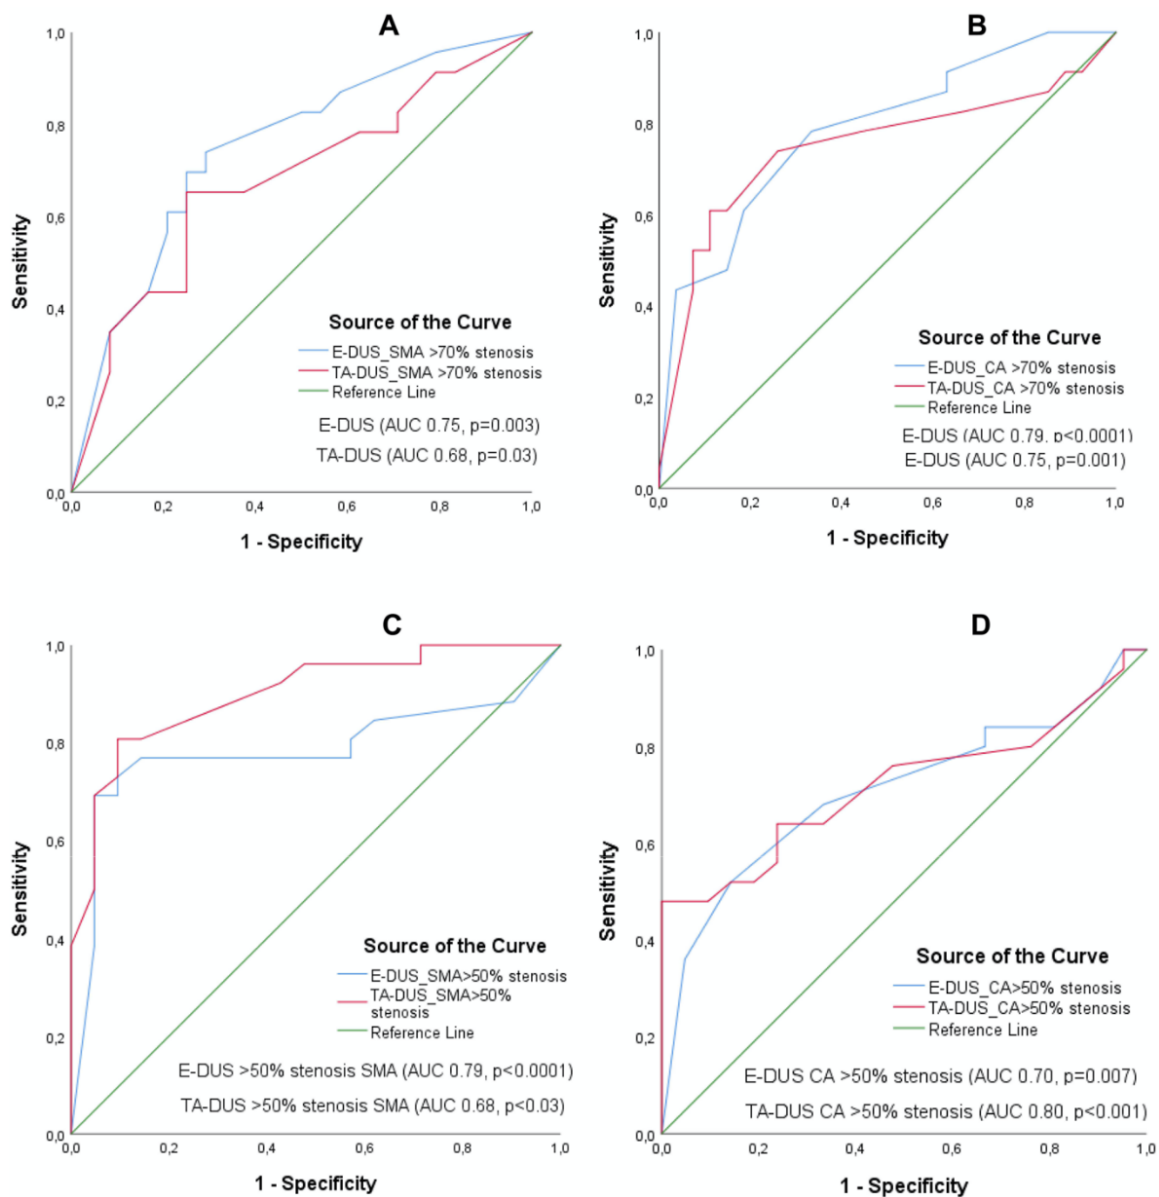 A
1,0
0,8
0,6
0,4
0,2
0,0
Sensitivity
Source of the Curve
E-DUS_SMA >70% stenosis
TA-DUS_SMA >70% stenosis
Reference Line
E-DUS (AUC 0.75, p=0.003)
TA-DUS (AUC 0.68, p=0.03)
0,0 0,2 0,4 0,6 0,8 1,0
1 - Specificity
B
1,0
0,8
0,6
0,4
0,2
0,0
Sensitivity
Source of the Curve
E-DUS_CA >70% stenosis
TA-DUS_CA >70% stenosis
Reference Line
E-DUS (AUC 0.79, p<0.0001)
E-DUS (AUC 0.75, p=0.001)
0,0 0,2 0,4 0,6 0,8 1,0
1 - Specificity
C
1,0
0,8
0,6
0,4
0,2
0,0
Sensitivity
Source of the Curve
E-DUS_SMA>50% stenosis
TA-DUS_SMA>50%
stenosis
Reference Line
E-DUS >50% stenosis SMA (AUC 0.79, p<0.0001)
TA-DUS >50% stenosis SMA (AUC 0.68, p<0.03)
0,0 0,2 0,4 0,6 0,8 1,0
1 - Specificity
D
1,0
0,8
0,6
0,4
0,2
0,0
Sensitivity
Source of the Curve
E-DUS_CA>50% stenosis
TA-DUS_CA>50% stenosis
Reference Line
E-DUS CA >50% stenosis (AUC 0.70, p=0.007)
TA-DUS CA >50% stenosis (AUC 0.80, p<0.001)
0,0 0,2 0,4 0,6 0,8 1,0
1 - Specificity